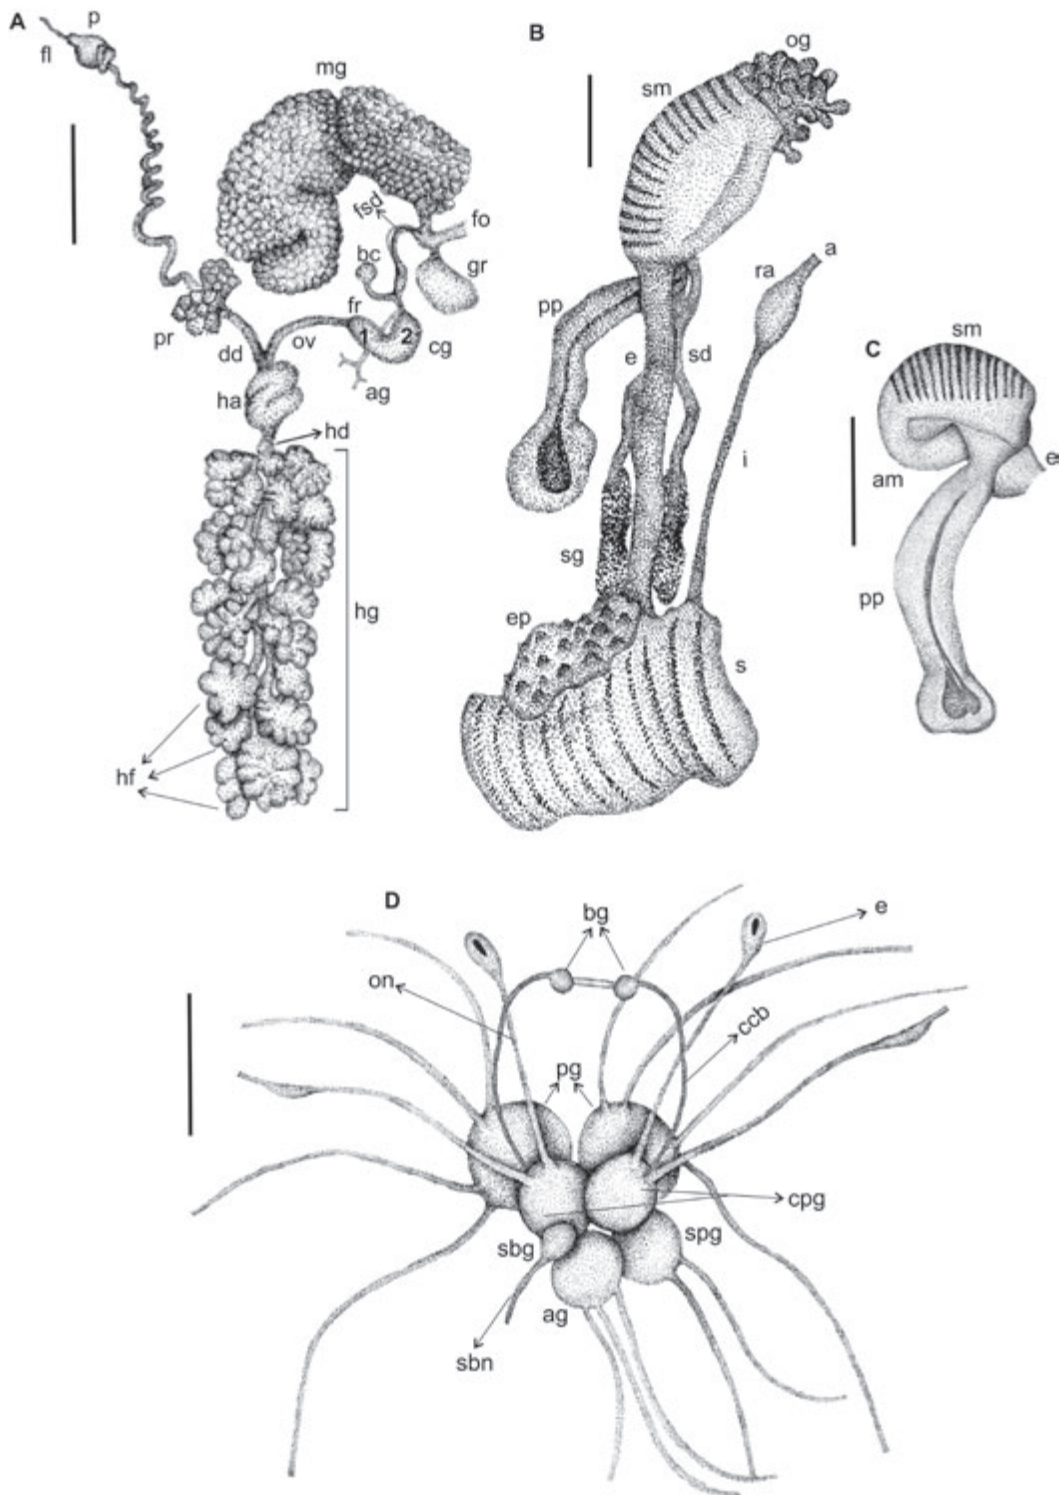 A
p
fl
mg
fsd
fo
bc
gr
fr
1
2
pr
dd
ov
cg
ag
ha
hd
hg
hf
B
og
sm
a
ra
pp
e
sd
i
sg
ep
s
C
sm
am
e
pp
D
bg
e
on
ccb
pg
cpg
sbg
spg
ag
sbn